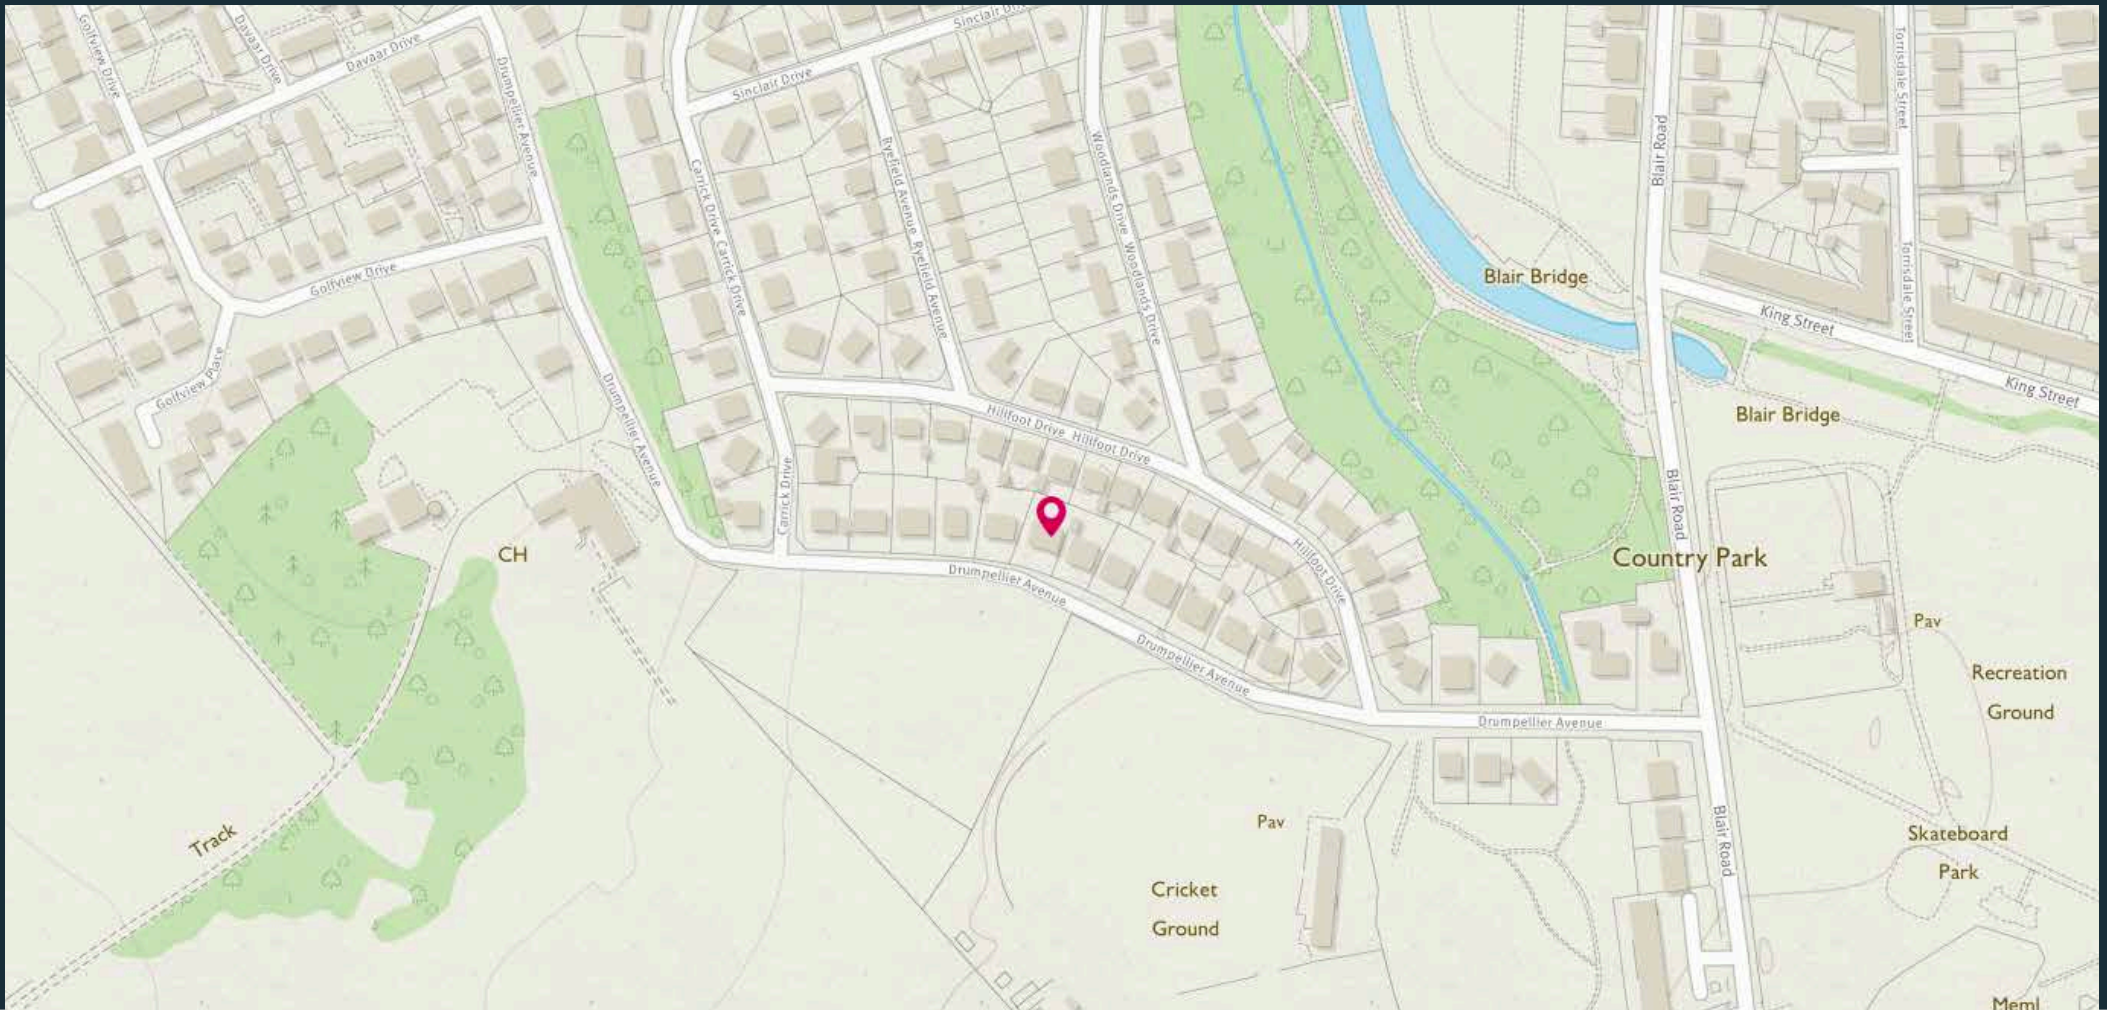 Golfview Drive
Davaar Drive
Davaar Drive
Drumpellier Avenue
Sinclair Drive
Sinclair
Carrick Drive Carrick Drive
Ryefield Avenue Ryefield Avenue
Woodlands Drive Woodlands Drive
Blair Road
Torrisdale Street
Torrisdale Street
Blair Bridge
King Street
King Street
Blair Bridge
Golfview Drive
Golfview Place
Drumpellier Avenue
Hillfoot Drive Hillfoot Drive
Carrick Drive
Blair Road
CH
Hillfoot Drive
Country Park
Drumpellier Avenue
Drumpellier Avenue
Drumpellier Avenue
Pav
Recreation
Ground
Track
Pav
Blair Road
Skateboard
Park
Cricket
Ground
Meml